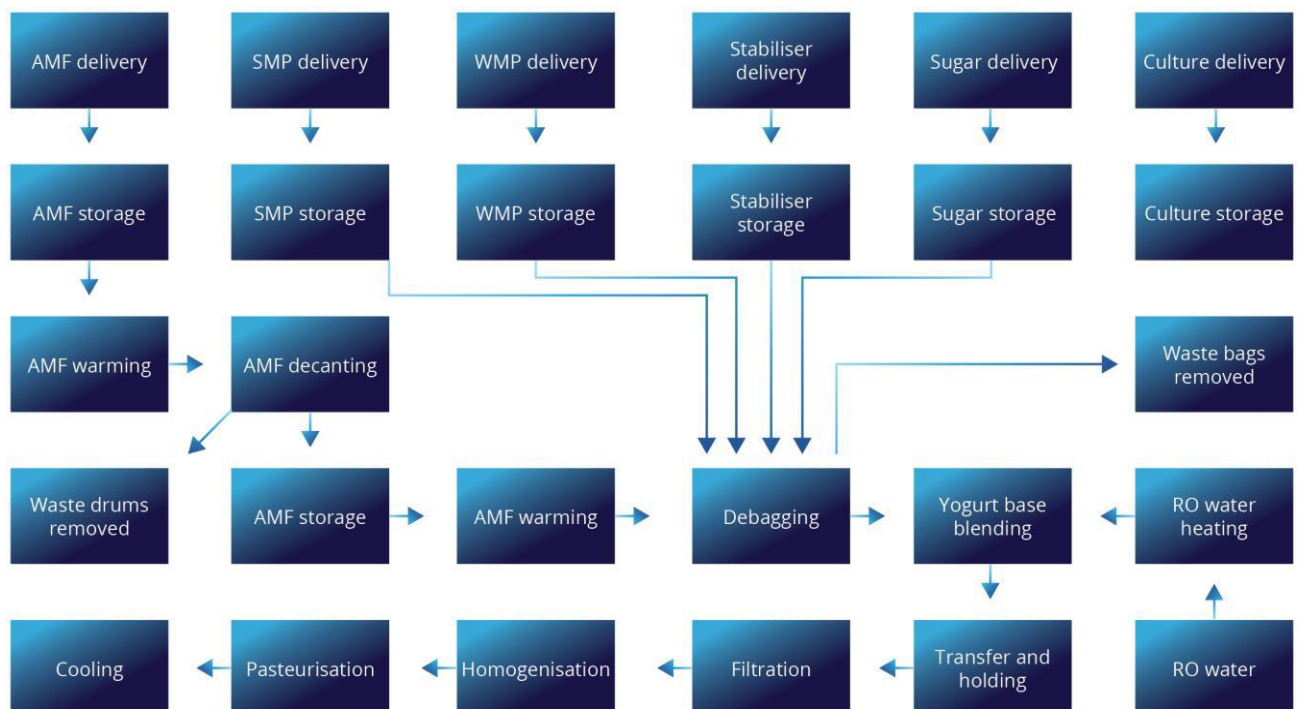 AMF delivery
SMP delivery
WMP delivery
Stabiliser
delivery
Sugar delivery
Culture delivery
AMF storage
SMP storage
WMP storage
Stabiliser
storage
Sugar storage
Culture storage
AMF warming
AMF decanting
Waste bags
removed
Waste drums
removed
AMF storage
AMF warming
Debagging
Yogurt base
blending
RO water
heating
Cooling
Pasteurisation
Homogenisation
Filtration
Transfer and
holding
RO water